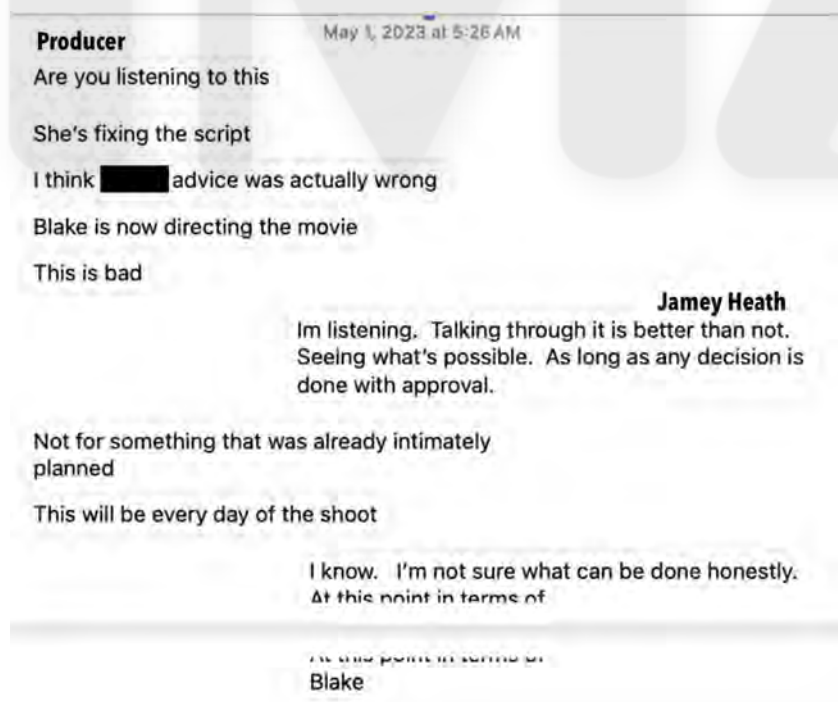 May 1, 2023 at 5:26 AM
Producer
Are you listening to this
She's fixing the script
I think advice was actually wrong
Blake is now directing the movie
This is bad
Jamey Heath
Im listening.  Talking through it is better than not.
Seeing what's possible.  As long as any decision is
done with approval.
Not for something that was already intimately
planned
This will be every day of the shoot
I know.   I'm not sure what can be done honestly.
At this point in terms of
At this point in terms of
Blake